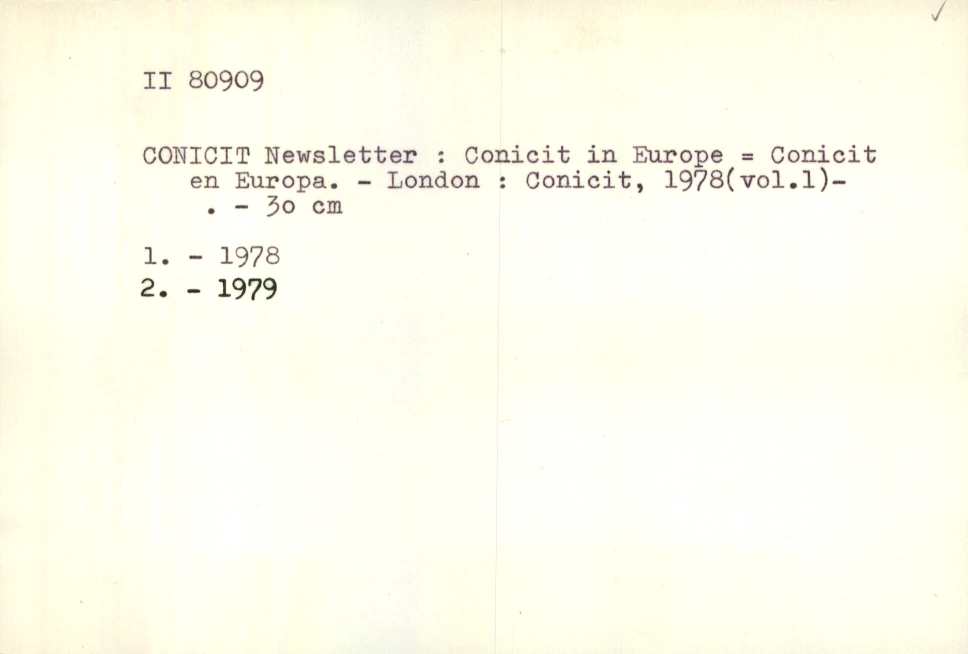 II 80909
CONICIT Newsletter : Conicit in Europe = Conicit
en Europa. - London : Conicit, 1978(vol.1)-
. - 30 cm
1. - 1978
2. - 1979